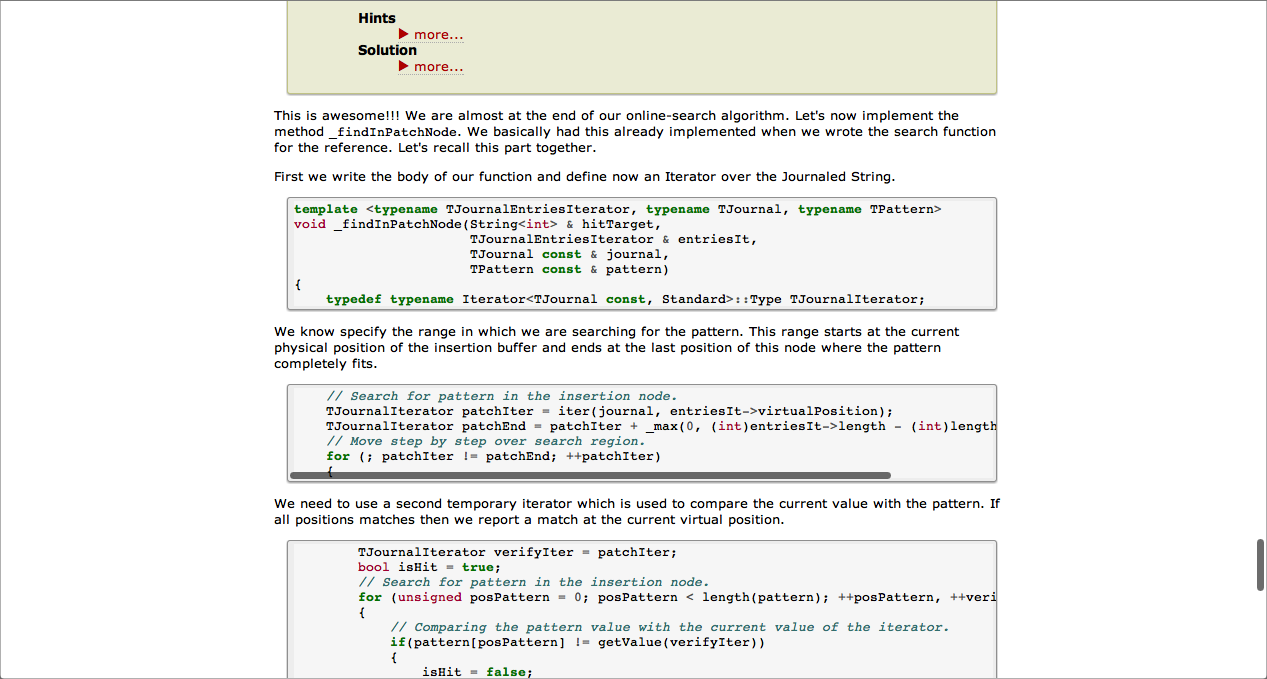 Hints
▶ more...
Solution
▶ more...
This is awesome!!! We are almost at the end of our online-search algorithm. Let's now implement the
method _findInPatchNode. We basically had this already implemented when we wrote the search function
for the reference. Let's recall this part together.
First we write the body of our function and define now an Iterator over the Journaled String.
template <typename TJournalEntriesIterator, typename TJournal, typename TPattern>
void _findInPatchNode(String<int> & hitTarget,
                      TJournalEntriesIterator & entriesIt,
                      TJournal const & journal,
                      TPattern const & pattern)
{
    typedef typename Iterator<TJournal const, Standard>::Type TJournalIterator;
We know specify the range in which we are searching for the pattern. This range starts at the current
physical position of the insertion buffer and ends at the last position of this node where the pattern
completely fits.
    // Search for pattern in the insertion node.
    TJournalIterator patchIter = iter(journal, entriesIt->virtualPosition);
    TJournalIterator patchEnd = patchIter + _max(0, (int)entriesIt->length - (int)length
    // Move step by step over search region.
    for (; patchIter != patchEnd; ++patchIter)
    {
We need to use a second temporary iterator which is used to compare the current value with the pattern. If
all positions matches then we report a match at the current virtual position.
        TJournalIterator verifyIter = patchIter;
        bool isHit = true;
        // Search for pattern in the insertion node.
        for (unsigned posPattern = 0; posPattern < length(pattern); ++posPattern, ++veri
        {
            // Comparing the pattern value with the current value of the iterator.
            if(pattern[posPattern] != getValue(verifyIter))
            {
                isHit = false;